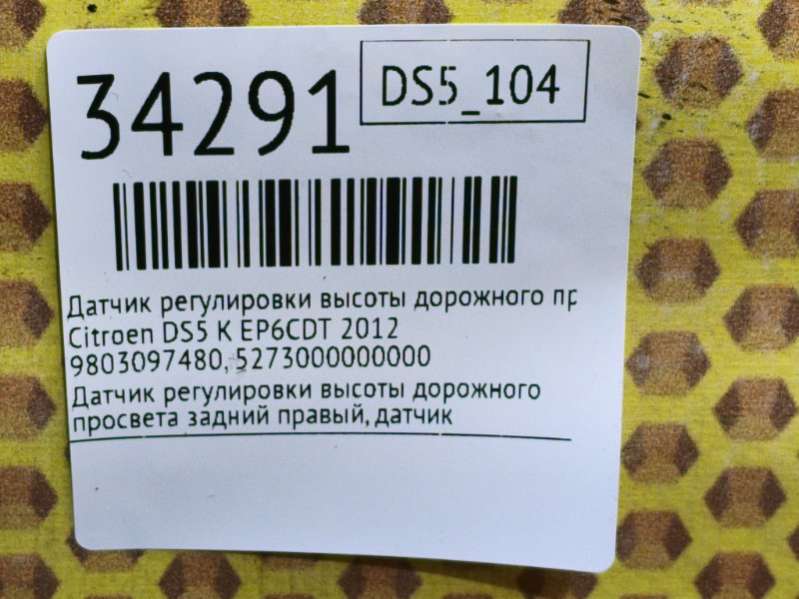 34291
DS5_104
Датчик регулировки высоты дорожного пр
Citroen DS5 K EP6CDT 2012
9803097480, 5273000000000
Датчик регулировки высоты дорожного
просвета задний правый, датчик